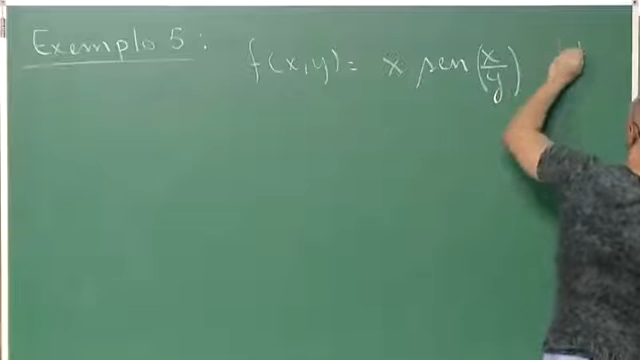 Exemplo 5: f(x,y) = x sen(x/y)